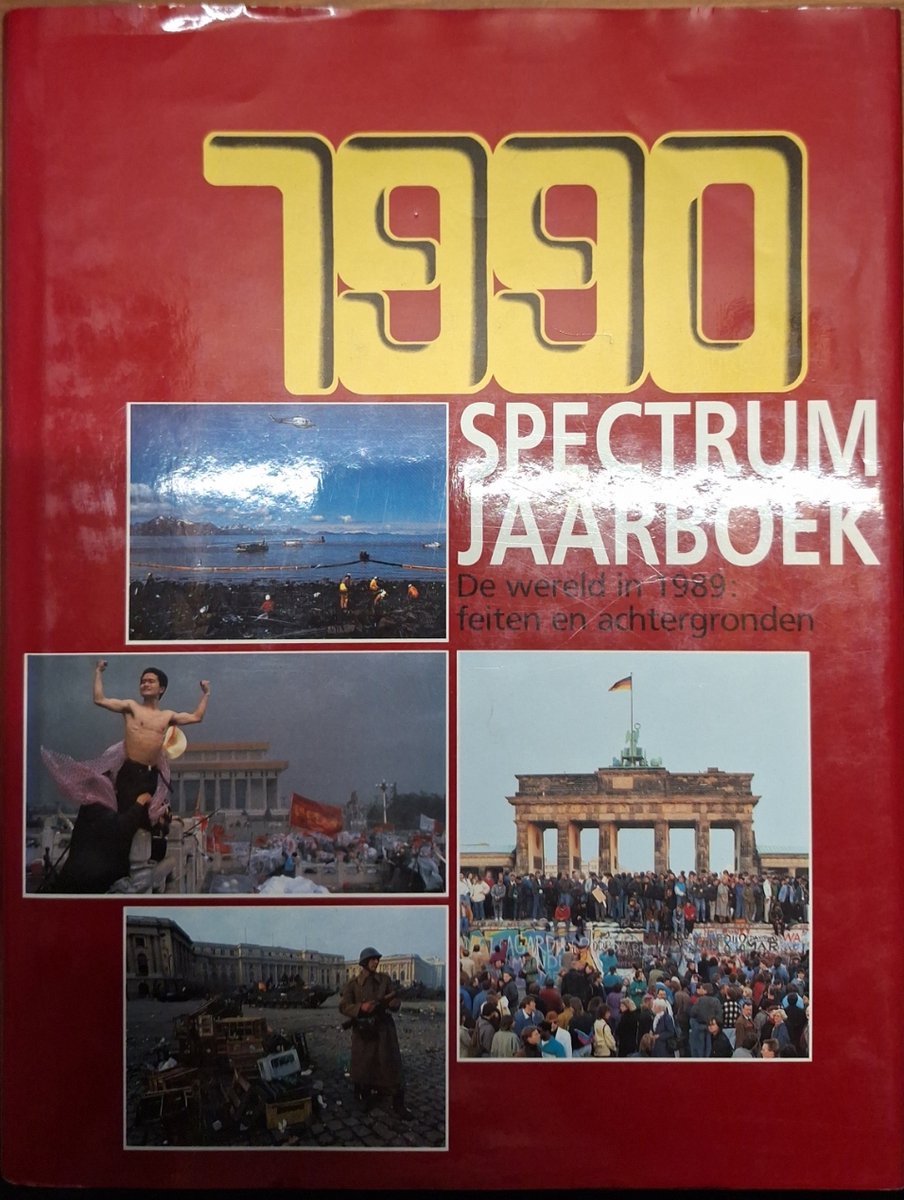 1990
SPECTRUM
JAARBOEK
De wereld in 1989:
feiten en achtergronden